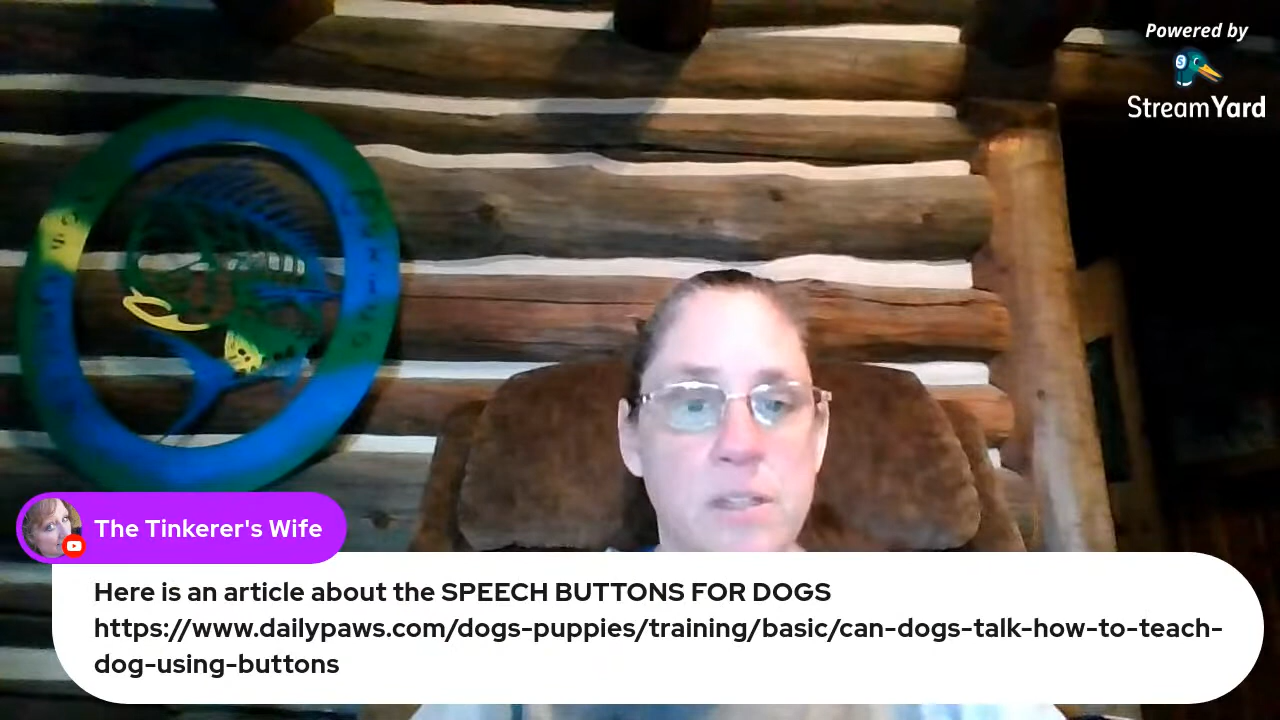 Powered by
StreamYard
The Tinkerer's Wife
Here is an article about the SPEECH BUTTONS FOR DOGS
https://www.dailypaws.com/dogs-puppies/training/basic/can-dogs-talk-how-to-teach-
dog-using-buttons